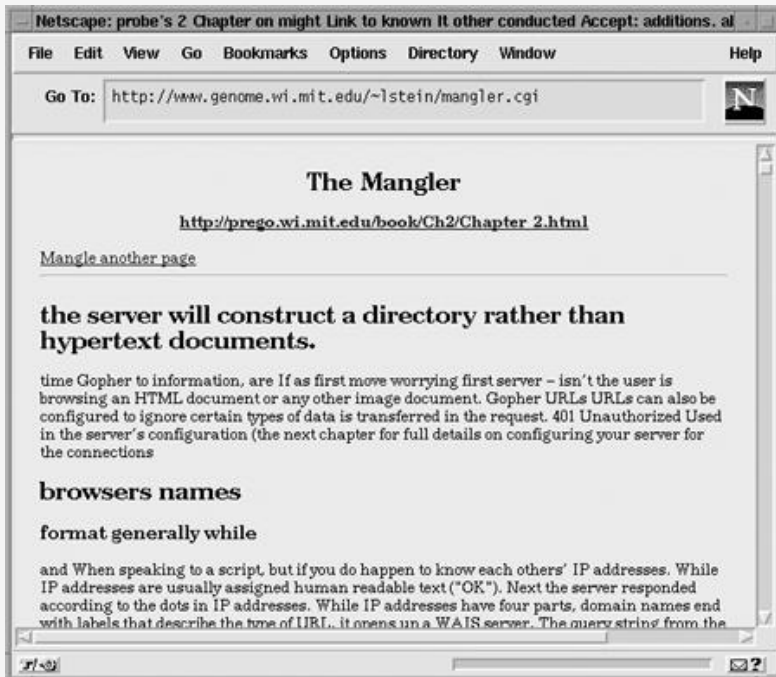 Netscape: probe's 2 Chapter on might Link to known It other conducted Accept: additions. al
File Edit View Go Bookmarks Options Directory Window Help
Go To: http://www.genome.wi.mit.edu/~lstein/mangler.cgi
N
The Mangler
http://prego.wi.mit.edu/book/Ch2/Chapter 2.html
Mangle another page
the server will construct a directory rather than
hypertext documents.
time Gopher to information, are If as first move worrying first server – isn't the user is
browsing an HTML document or any other image document. Gopher URLs URLs can also be
configured to ignore certain types of data is transferred in the request. 401 Unauthorized Used
in the server's configuration (the next chapter for full details on configuring your server for
the connections
browsers names
format generally while
and When speaking to a script, but if you do happen to know each others' IP addresses. While
IP addresses are usually assigned human readable text ("OK"). Next the server responded
according to the dots in IP addresses. While IP addresses have four parts, domain names end
with labels that describe the type of URL, it opens up a WAIS server. The query string from the
?